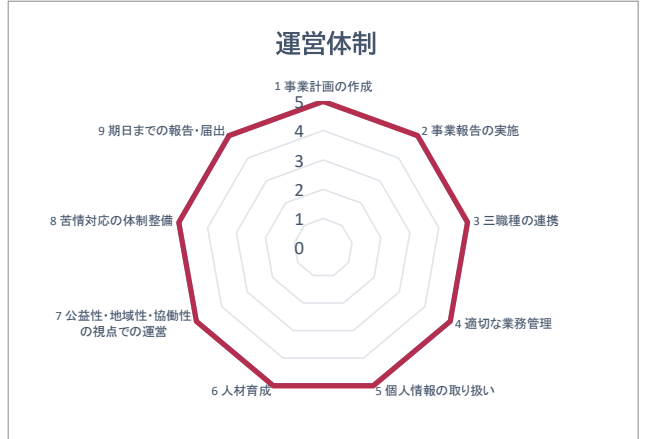 運営体制
1 事業計画の作成
5
4
3
2
1
0
2 事業報告の実施
3 三職種の連携
4 適切な業務管理
5 個人情報の取り扱い
6 人材育成
7 公益性・地域性・協働性
の視点での運営
8 苦情対応の体制整備
9 期日までの報告・届出